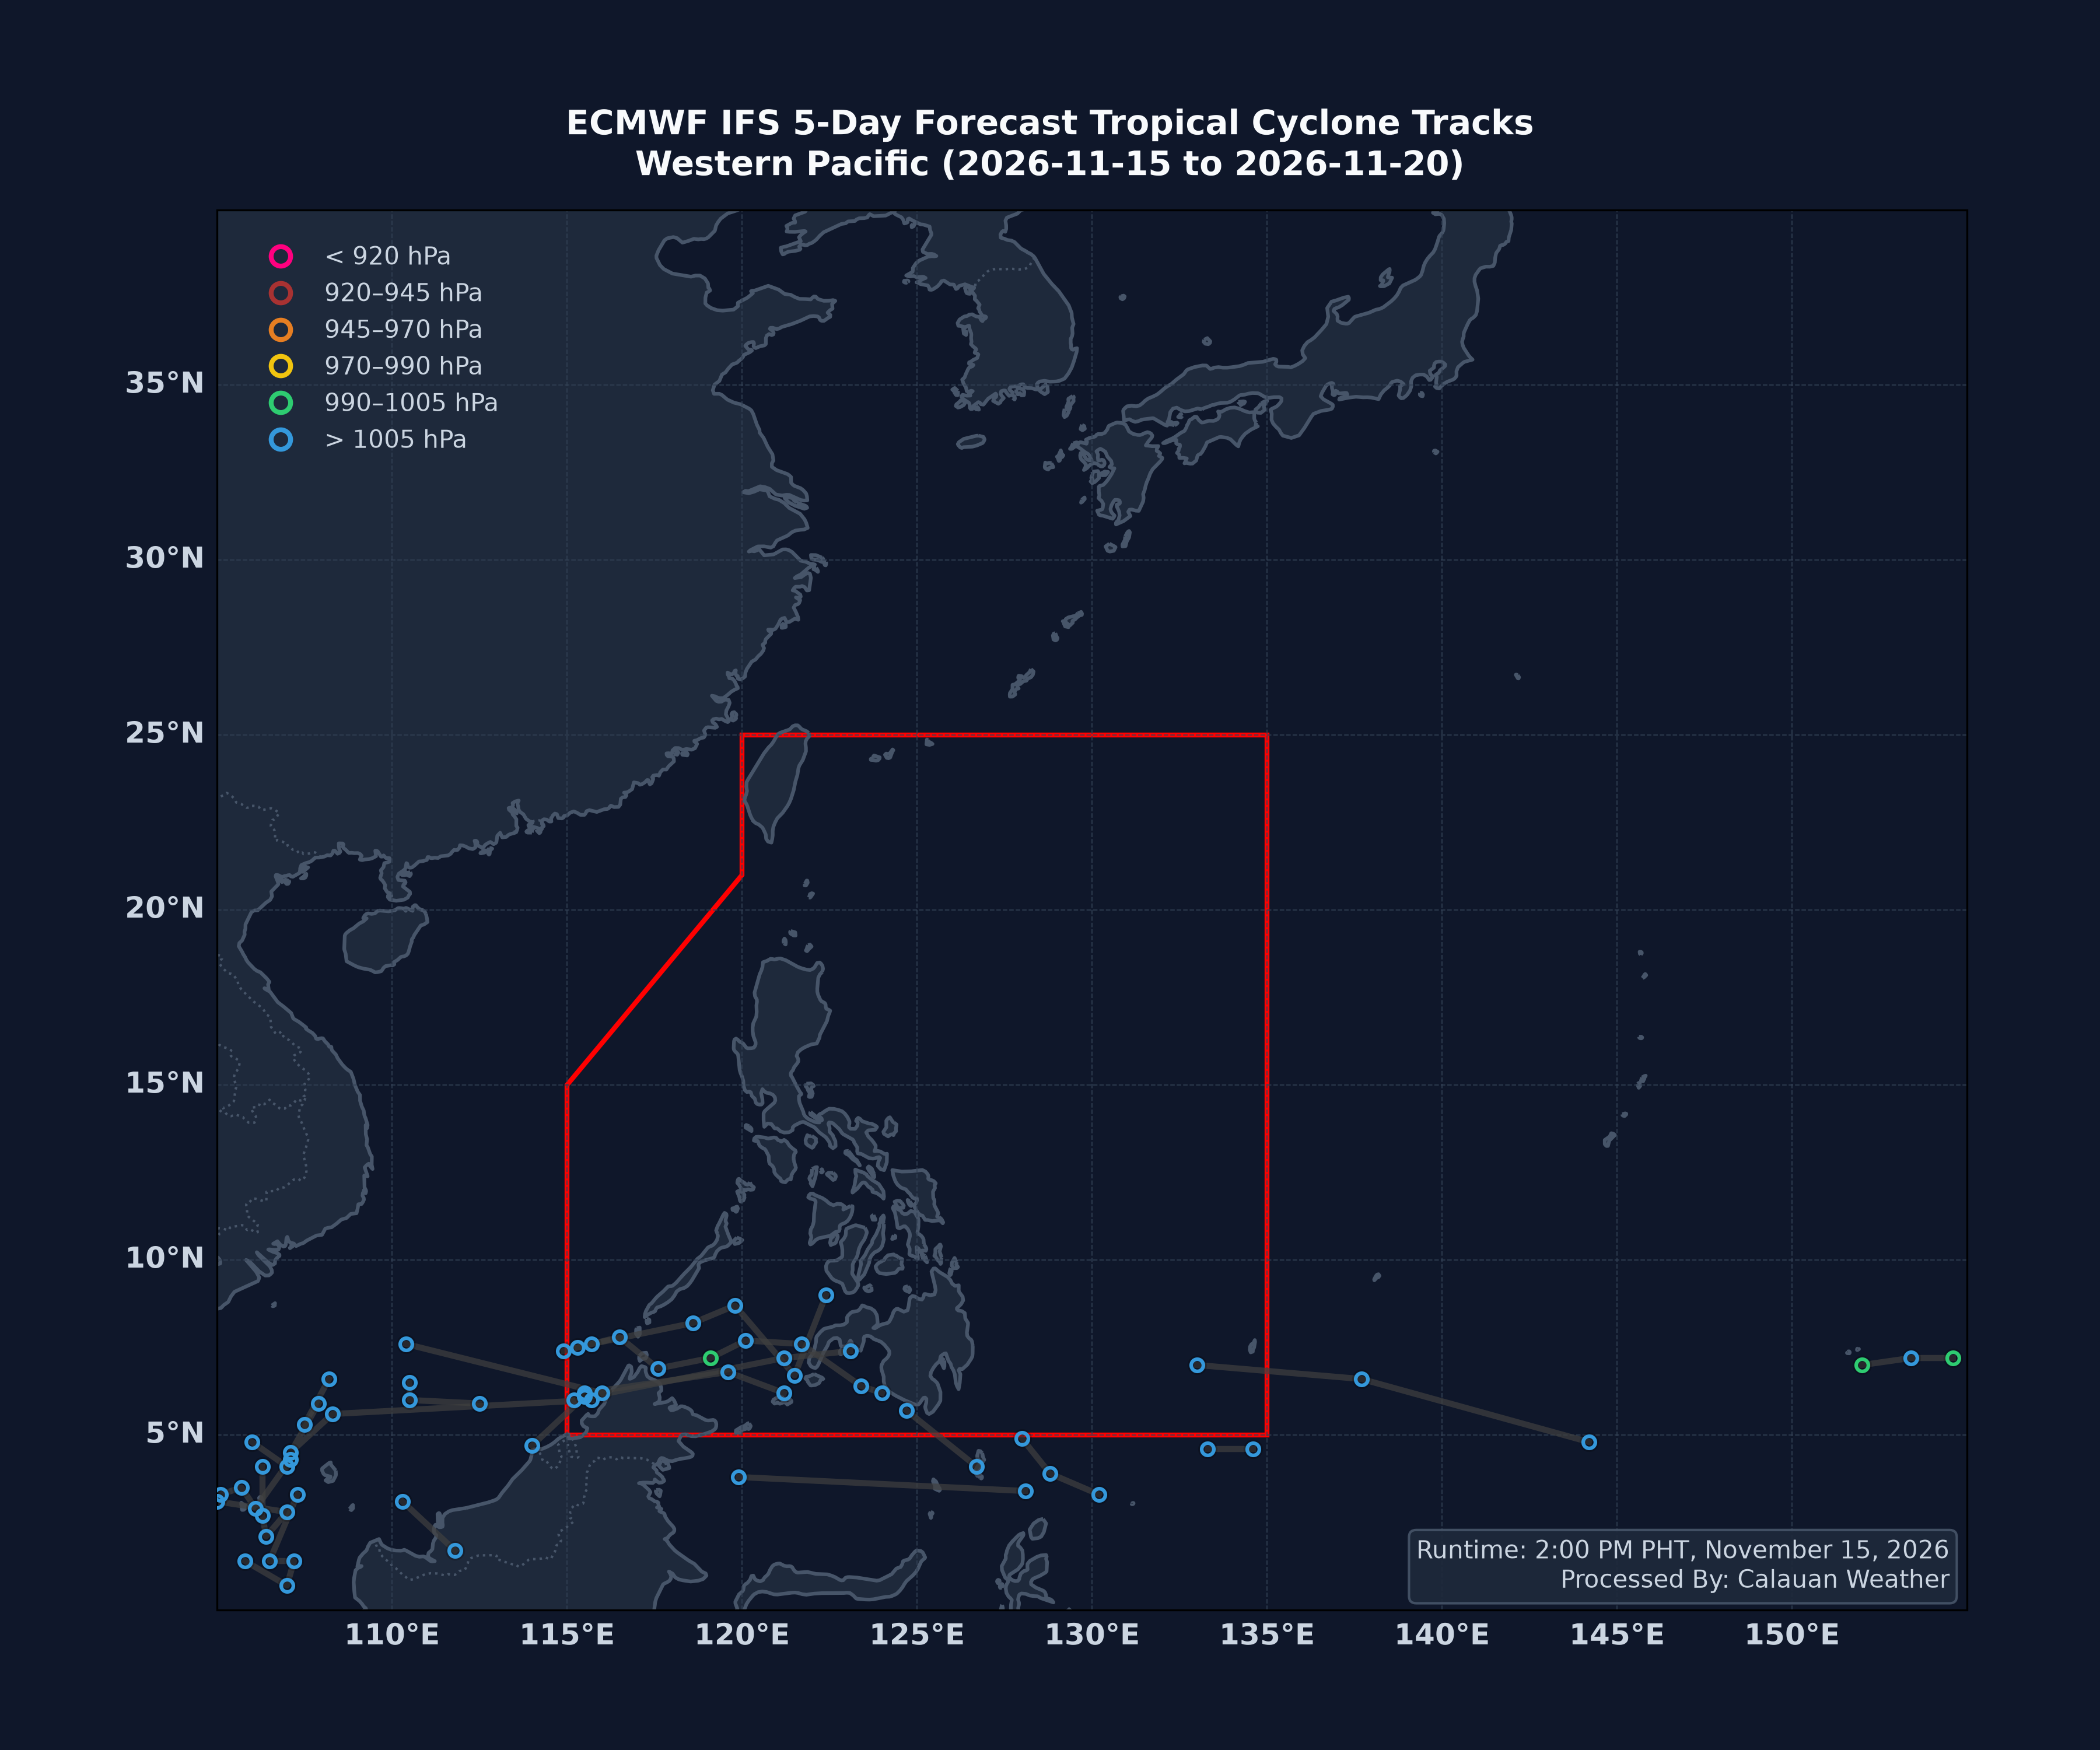 ECMWF IFS 5-Day Forecast Tropical Cyclone Tracks
Western Pacific (2026-11-15 to 2026-11-20)
< 920 hPa
920–945 hPa
945–970 hPa
970–990 hPa
990–1005 hPa
> 1005 hPa
35°N
30°N
25°N
20°N
15°N
10°N
5°N
Runtime: 2:00 PM PHT, November 15, 2026
Processed By: Calauan Weather
110°E
115°E
120°E
125°E
130°E
135°E
140°E
145°E
150°E